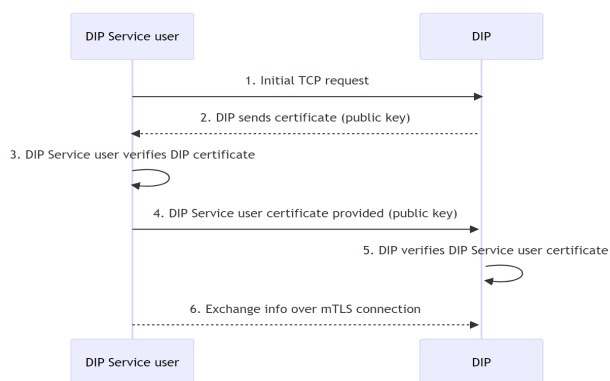 DIP Service user
DIP
1. Initial TCP request
2. DIP sends certificate (public key)
3. DIP Service user verifies DIP certificate
4. DIP Service user certificate provided (public key)
5. DIP verifies DIP Service user certificate
6. Exchange info over mTLS connection
DIP Service user
DIP